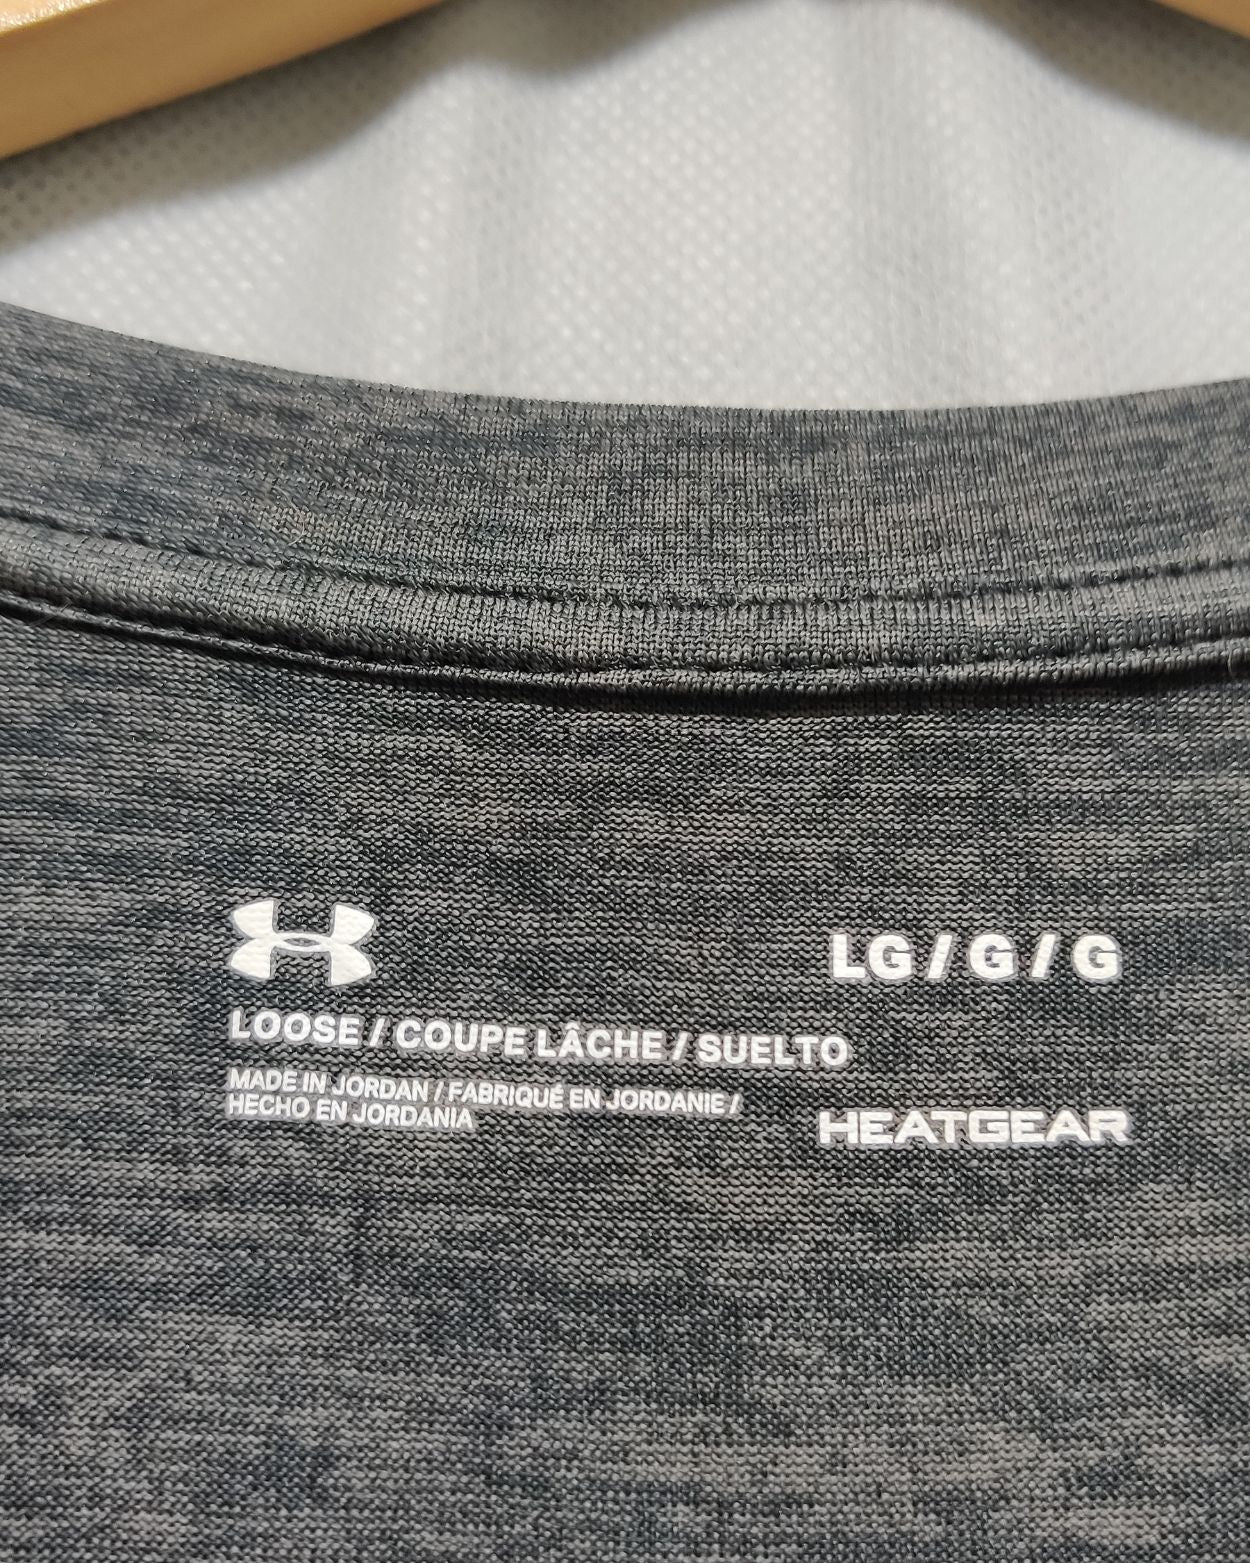 LG / G / G
LOOSE / COUPE LÂCHE / SUELTO
MADE IN JORDAN / FABRIQUÉ EN JORDANIE /
HECHO EN JORDANIA
HEATGEAR